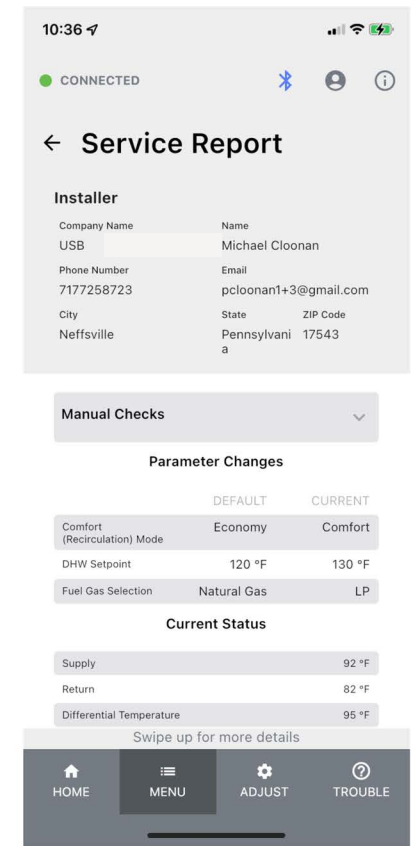 10:36
CONNECTED
← Service Report
Installer
Company Name Name
USB Michael Cloonan
Phone Number Email
7177258723 pcloonan1+3@gmail.com
City State ZIP Code
Neffsville Pennsylvani 17543
a
Manual Checks
Parameter Changes
DEFAULT CURRENT
Comfort
(Recirculation) Mode Economy Comfort
DHW Setpoint 120 °F 130 °F
Fuel Gas Selection Natural Gas LP
Current Status
Supply 92 °F
Return 82 °F
Differential Temperature 95 °F
Swipe up for more details
HOME MENU ADJUST TROUBLE